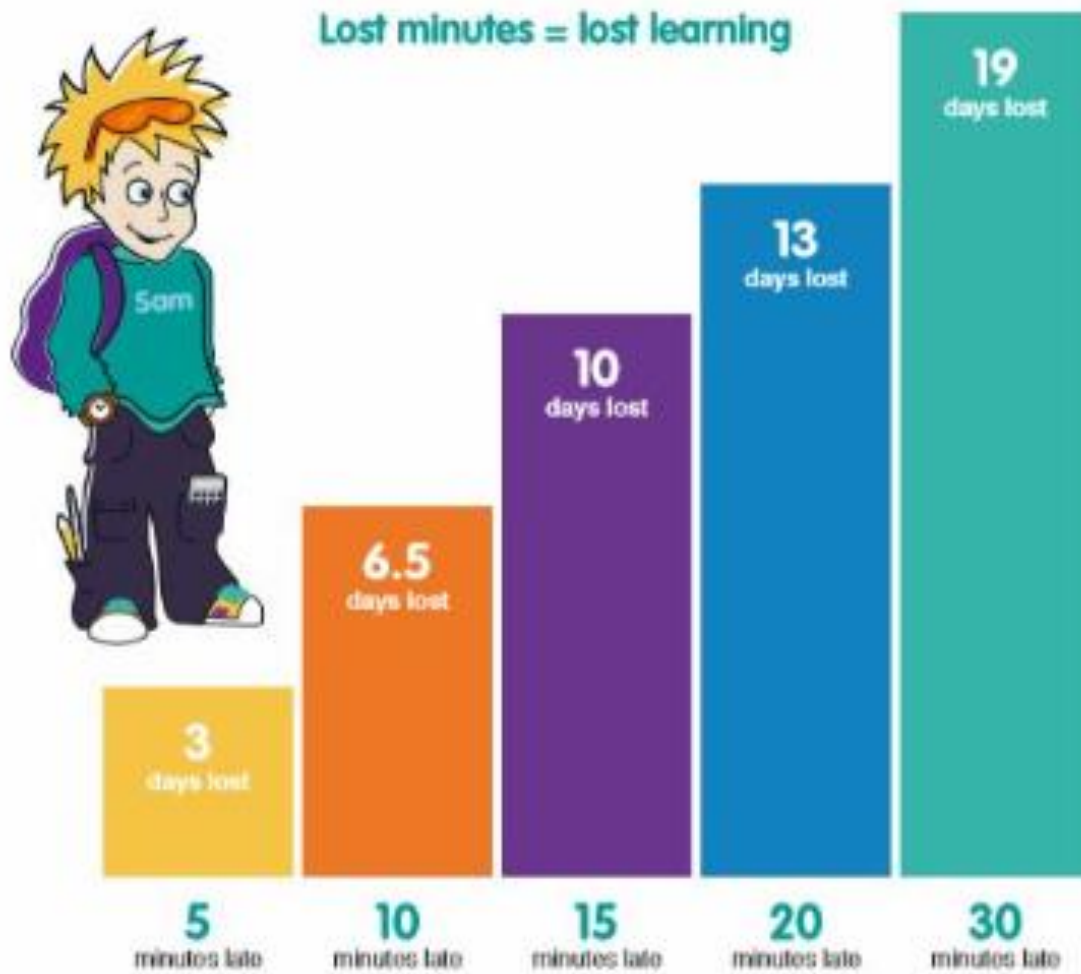 Lost minutes = lost learning
Sam
3
days lost
6.5
days lost
10
days lost
13
days lost
19
days lost
5
minutes late
10
minutes late
15
minutes late
20
minutes late
30
minutes late